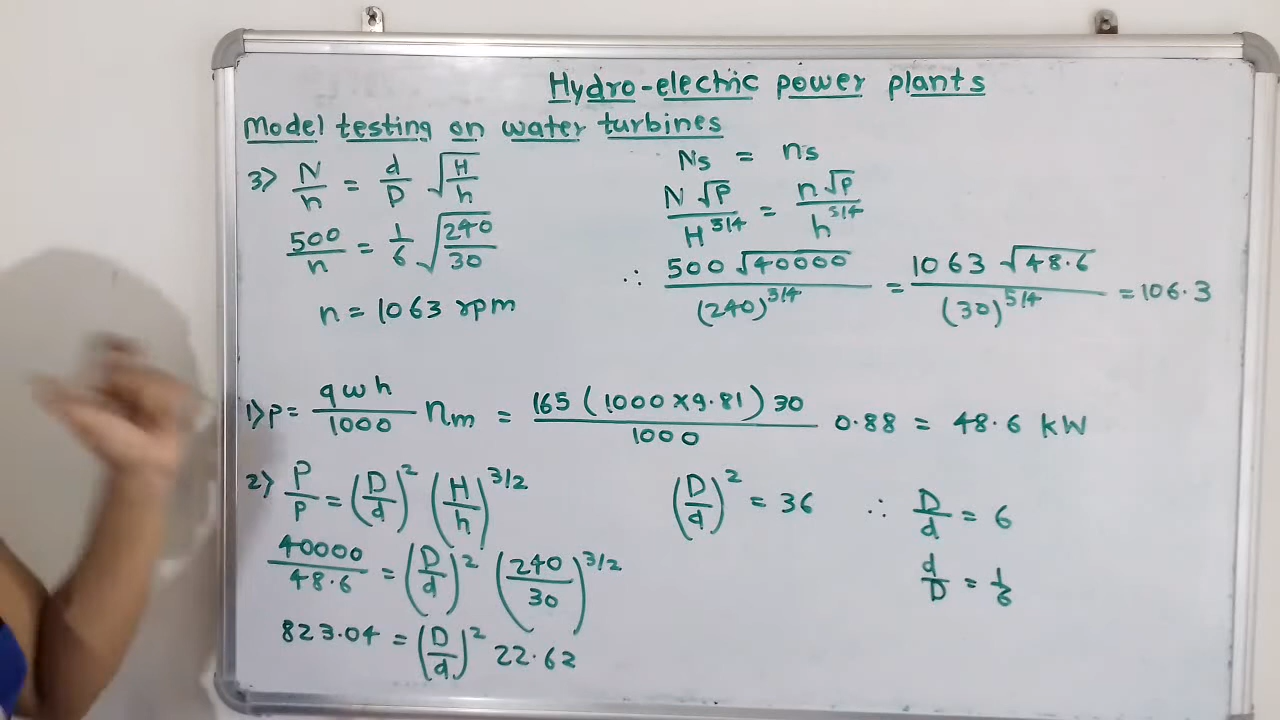 Hydro-electric power plants
Model testing on water turbines
3) N/n = d/D √(H/h)
500/n = 1/6 √(240/30)
n = 1063 rpm
Ns = ns
N√P/H^5/4 = n√p/h^5/4
∴ 500√40000/(240)^5/4 = 1063√48.6/(30)^5/4 = 106.3
1) p = qwh/1000 nm = 165(1000×9.81)30/1000 0.88 = 48.6 kW
2) P/p = (D/d)^2 (H/h)^3/2
40000/48.6 = (D/d)^2 (240/30)^3/2
823.04 = (D/d)^2 22.62
(D/d)^2 = 36 ∴ D/d = 6
d/D = 1/6